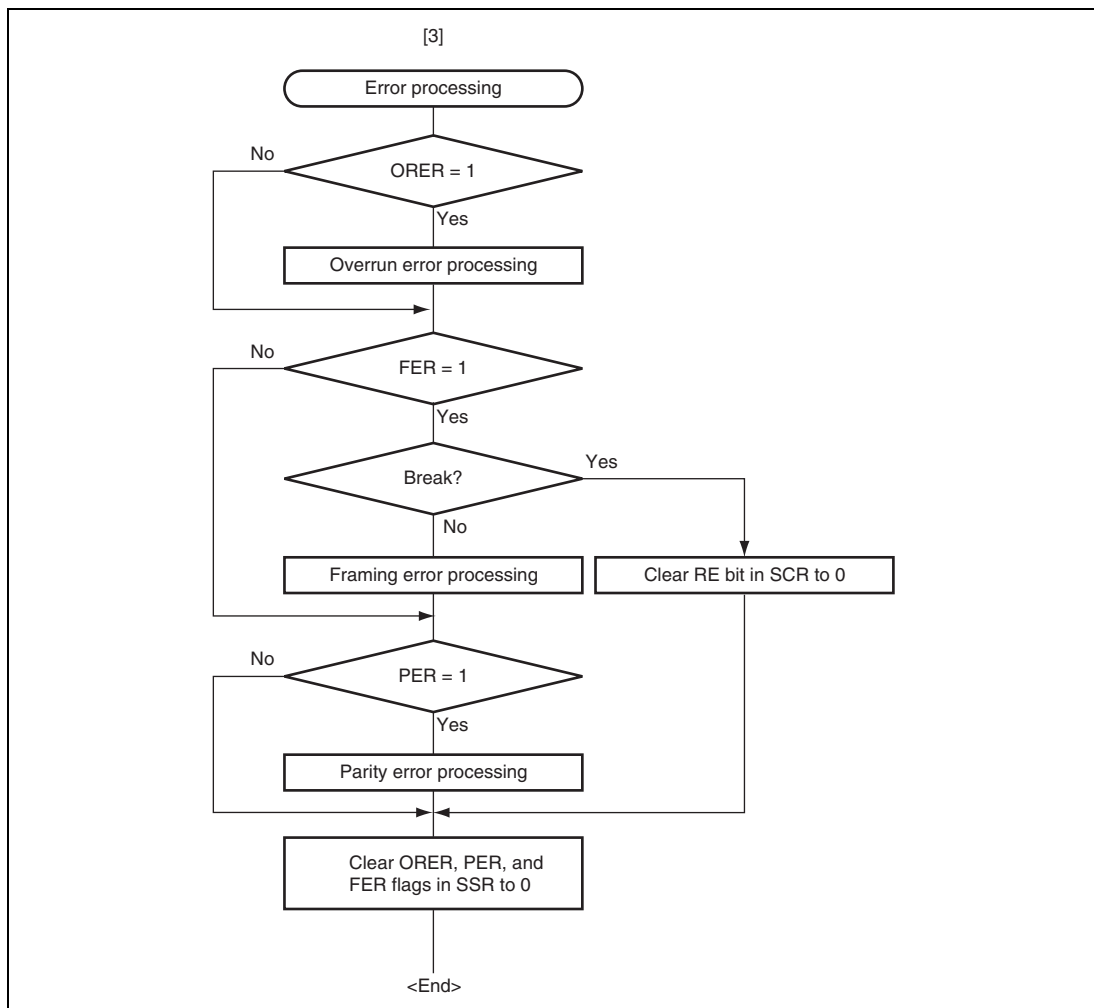 [3]
Error processing
No
ORER = 1
Yes
Overrun error processing
No
FER = 1
Yes
Break?
Yes
No
Framing error processing
Clear RE bit in SCR to 0
No
PER = 1
Yes
Parity error processing
Clear ORER, PER, and
FER flags in SSR to 0
<End>